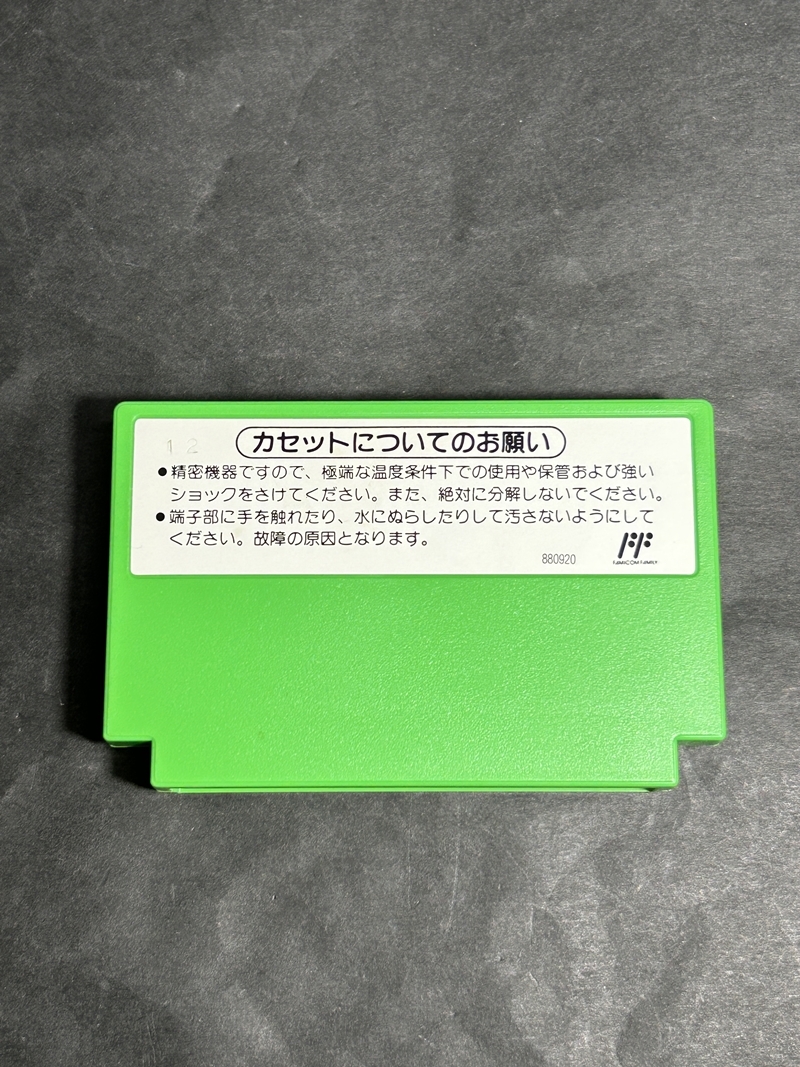 12
カセットについてのお願い
●精密機器ですので、極端な温度条件下での使用や保管および強い
ショックをさけてください。また、絶対に分解しないでください。
●端子部に手を触れたり、水にぬらしたりして汚さないようにして
ください。故障の原因となります。
880920
FAMICOM FAMILY